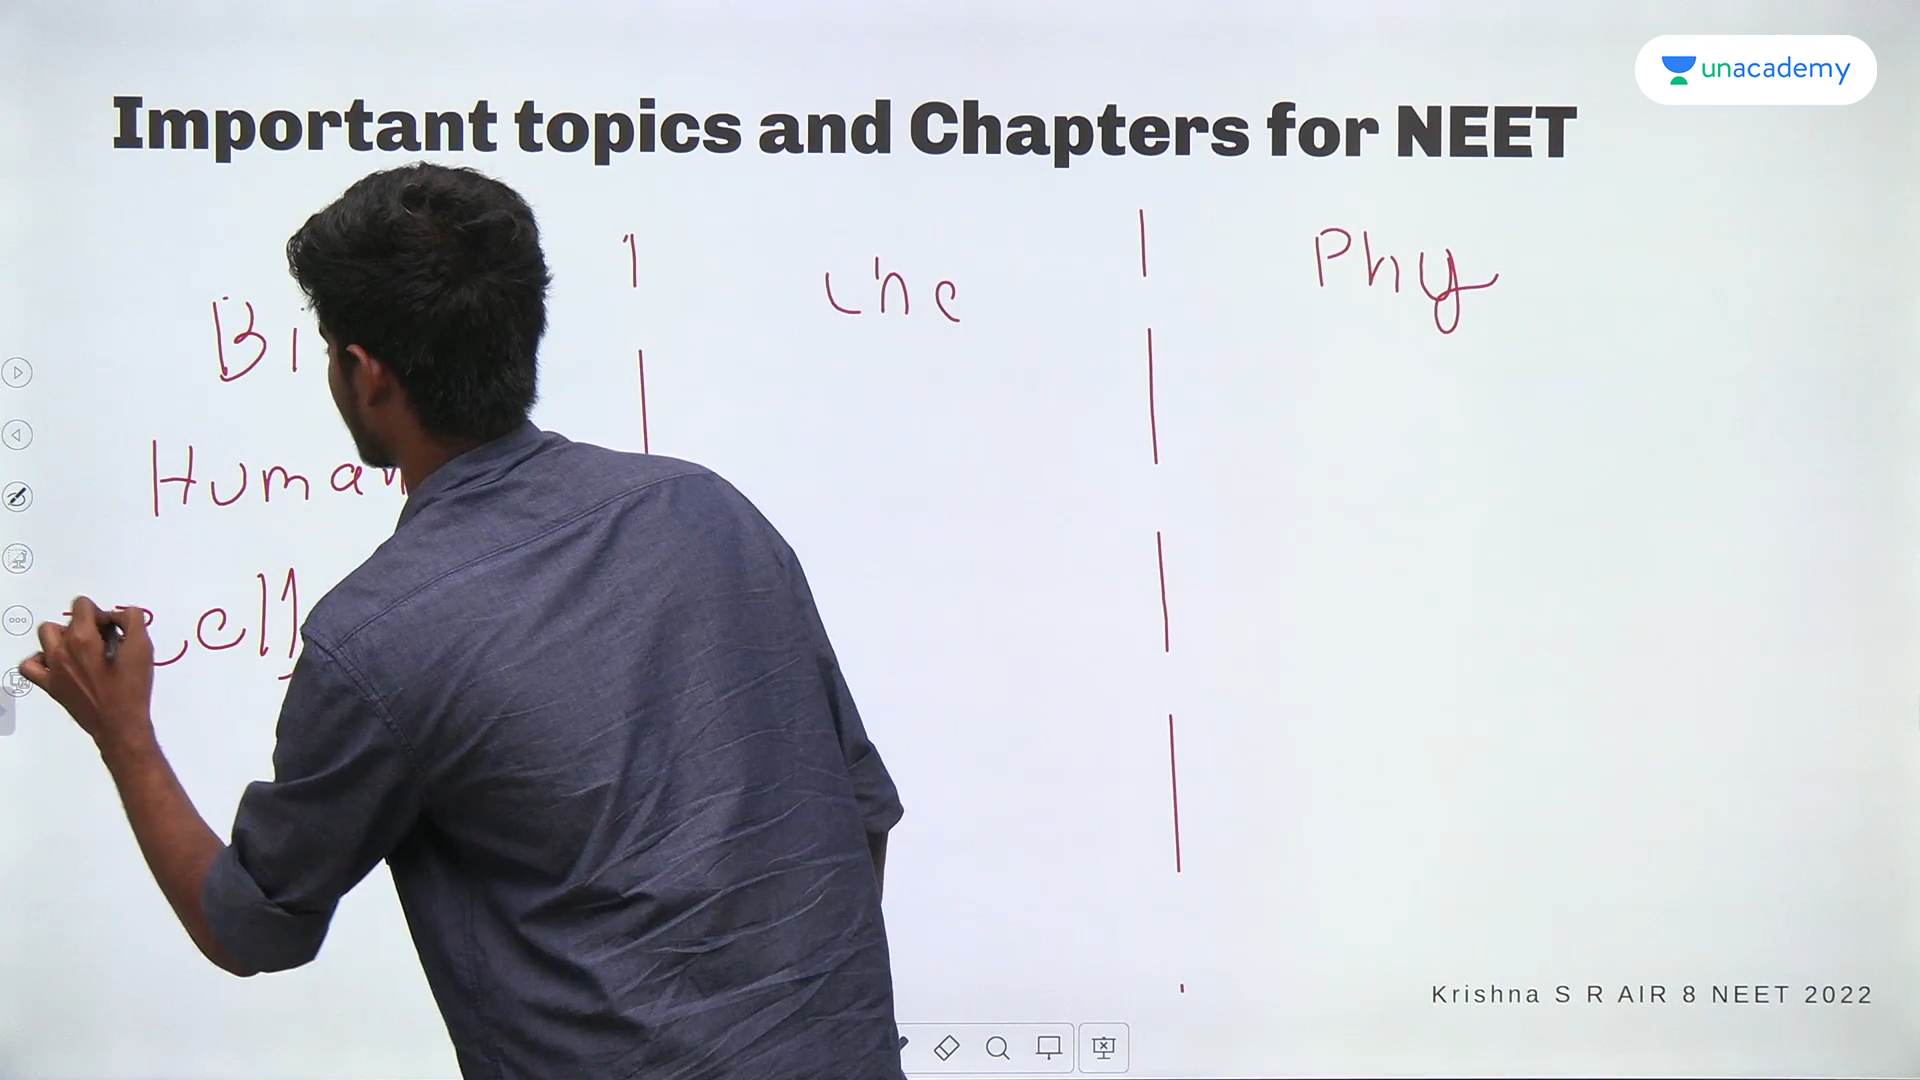 unacademy
Important topics and Chapters for NEET
Bi
Che
Phy
Human
Cell
Krishna S R AIR 8 NEET 2022